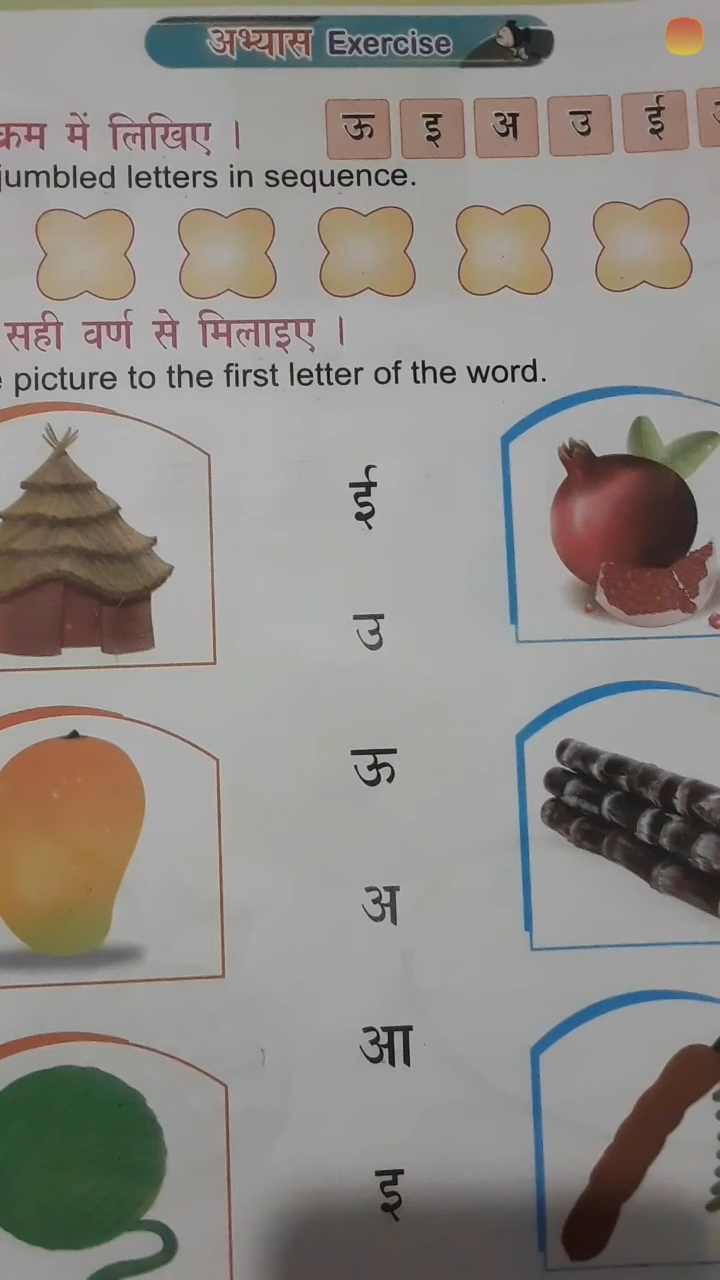 अभ्यास Exercise
क्रम में लिखिए ।
ऊ इ अ उ ई
jumbled letters in sequence.
सही वर्ण से मिलाइए ।
picture to the first letter of the word.
ई
उ
ऊ
अ
आ
इ